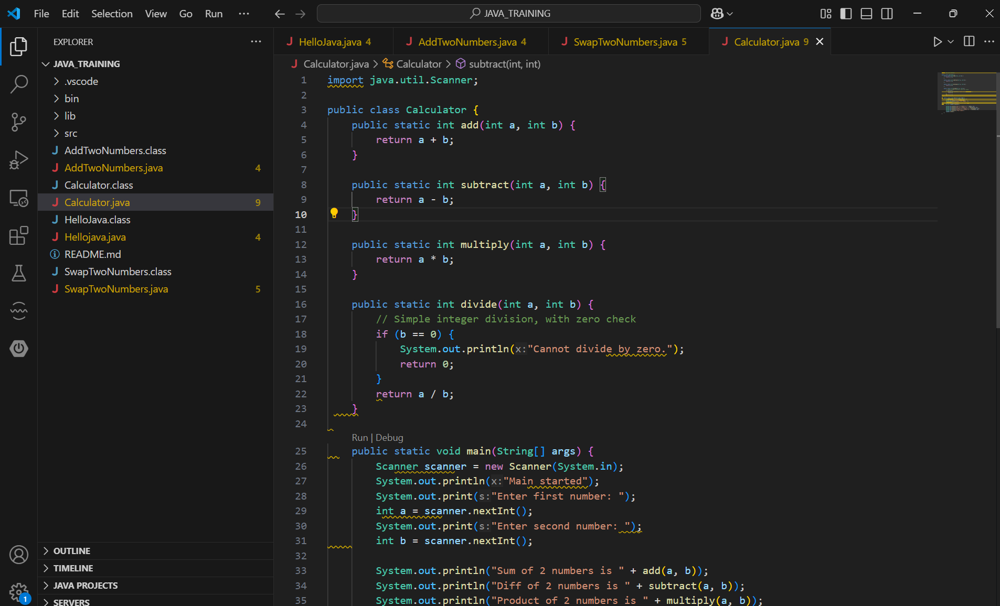 File Edit Selection View Go Run ··· JAVA_TRAINING
EXPLORER ···
JAVA_TRAINING
.vscode
bin
lib
src
AddTwoNumbers.class
AddTwoNumbers.java 4
Calculator.class
Calculator.java 9
HelloJava.class
Hellojava.java 4
README.md
SwapTwoNumbers.class
SwapTwoNumbers.java 5
OUTLINE
TIMELINE
JAVA PROJECTS
SERVERS
1
HelloJava.java 4 AddTwoNumbers.java 4 SwapTwoNumbers.java 5 Calculator.java 9
Calculator.java > Calculator > subtract(int, int)
1 import java.util.Scanner;
2
3 public class Calculator {
4     public static int add(int a, int b) {
5         return a + b;
6     }
7
8     public static int subtract(int a, int b) {
9         return a - b;
10     }
11
12     public static int multiply(int a, int b) {
13         return a * b;
14     }
15
16     public static int divide(int a, int b) {
17         // Simple integer division, with zero check
18         if (b == 0) {
19             System.out.println(x:"Cannot divide by zero.");
20             return 0;
21         }
22         return a / b;
23     }
24
Run | Debug
25     public static void main(String[] args) {
26         Scanner scanner = new Scanner(System.in);
27         System.out.println(x:"Main started");
28         System.out.print(s:"Enter first number: ");
29         int a = scanner.nextInt();
30         System.out.print(s:"Enter second number: ");
31         int b = scanner.nextInt();
32
33         System.out.println("Sum of 2 numbers is " + add(a, b));
34         System.out.println("Diff of 2 numbers is " + subtract(a, b));
35         System.out.println("Product of 2 numbers is " + multiply(a, b));